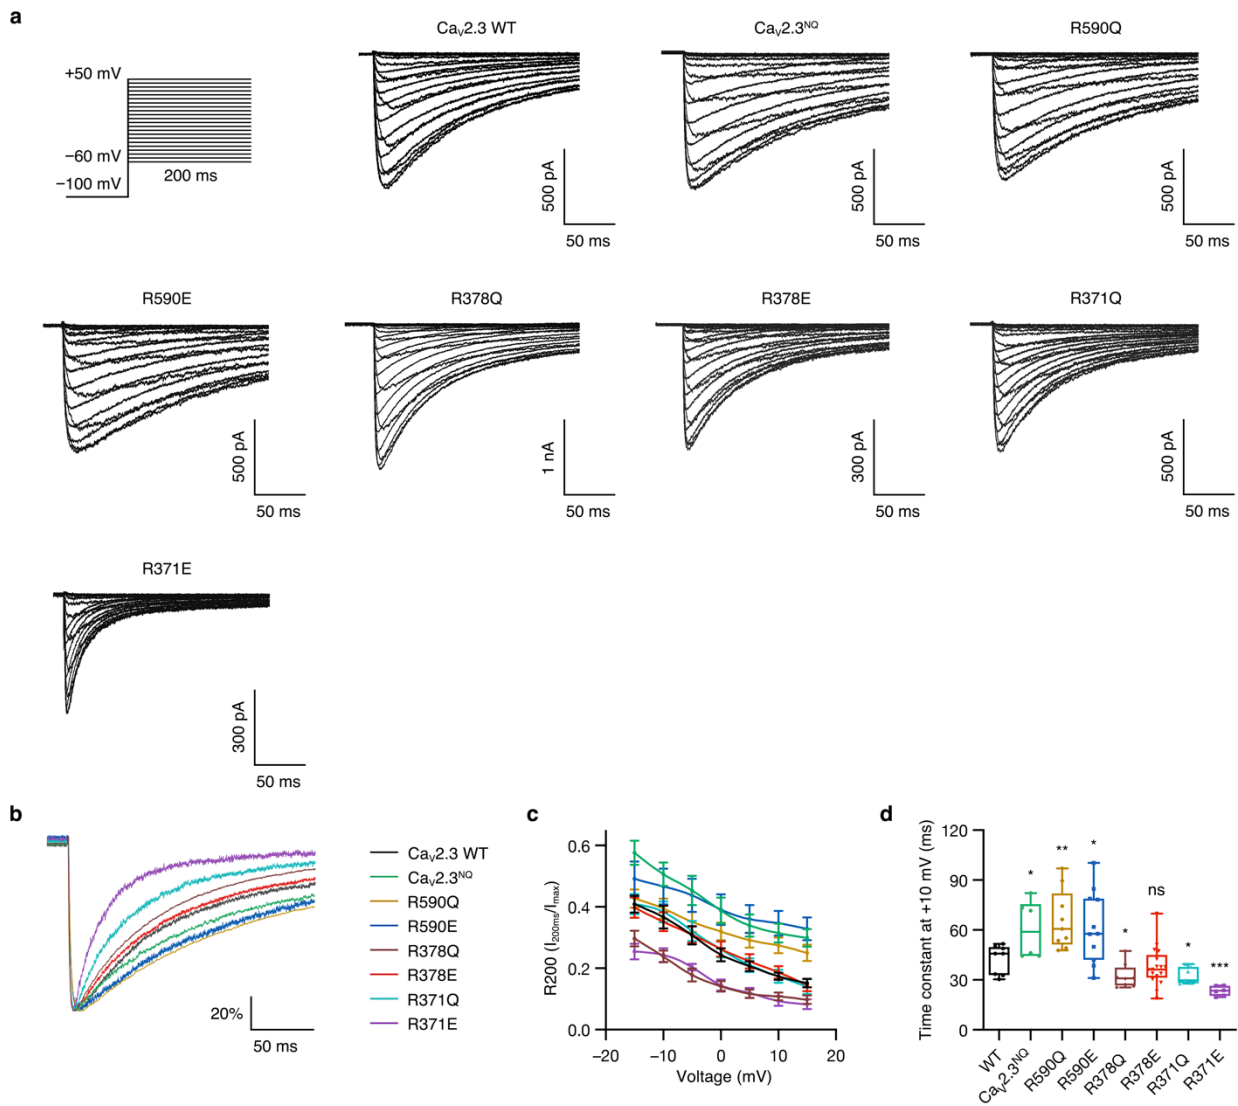 a
+50 mV
−60 mV
−100 mV
200 ms
CaV2.3 WT
500 pA
50 ms
CaV2.3NQ
500 pA
50 ms
R590Q
500 pA
50 ms
R590E
500 pA
50 ms
R378Q
1 nA
50 ms
R378E
300 pA
50 ms
R371Q
500 pA
50 ms
R371E
300 pA
50 ms
b
20%
50 ms
CaV2.3 WT
CaV2.3NQ
R590Q
R590E
R378Q
R378E
R371Q
R371E
c
R200 (I200ms/Imax)
0.6
0.4
0.2
0.0
−20
−10
0
10
20
Voltage (mV)
d
Time constant at +10 mV (ms)
120
90
60
30
0
*
**
*
*
ns
*
***
WT
CaV2.3NQ
R590Q
R590E
R378Q
R378E
R371Q
R371E